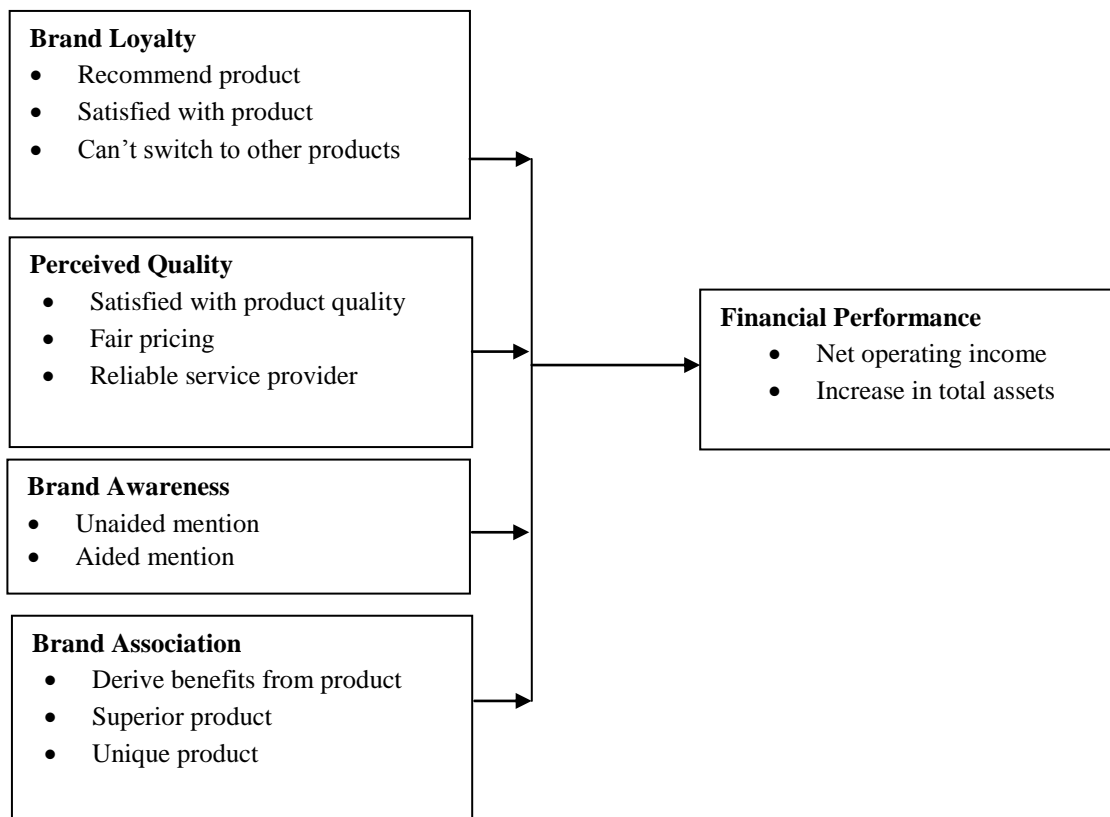 Brand Loyalty
• Recommend product
• Satisfied with product
• Can’t switch to other products
Perceived Quality
• Satisfied with product quality
• Fair pricing
• Reliable service provider
Brand Awareness
• Unaided mention
• Aided mention
Brand Association
• Derive benefits from product
• Superior product
• Unique product
Financial Performance
• Net operating income
• Increase in total assets